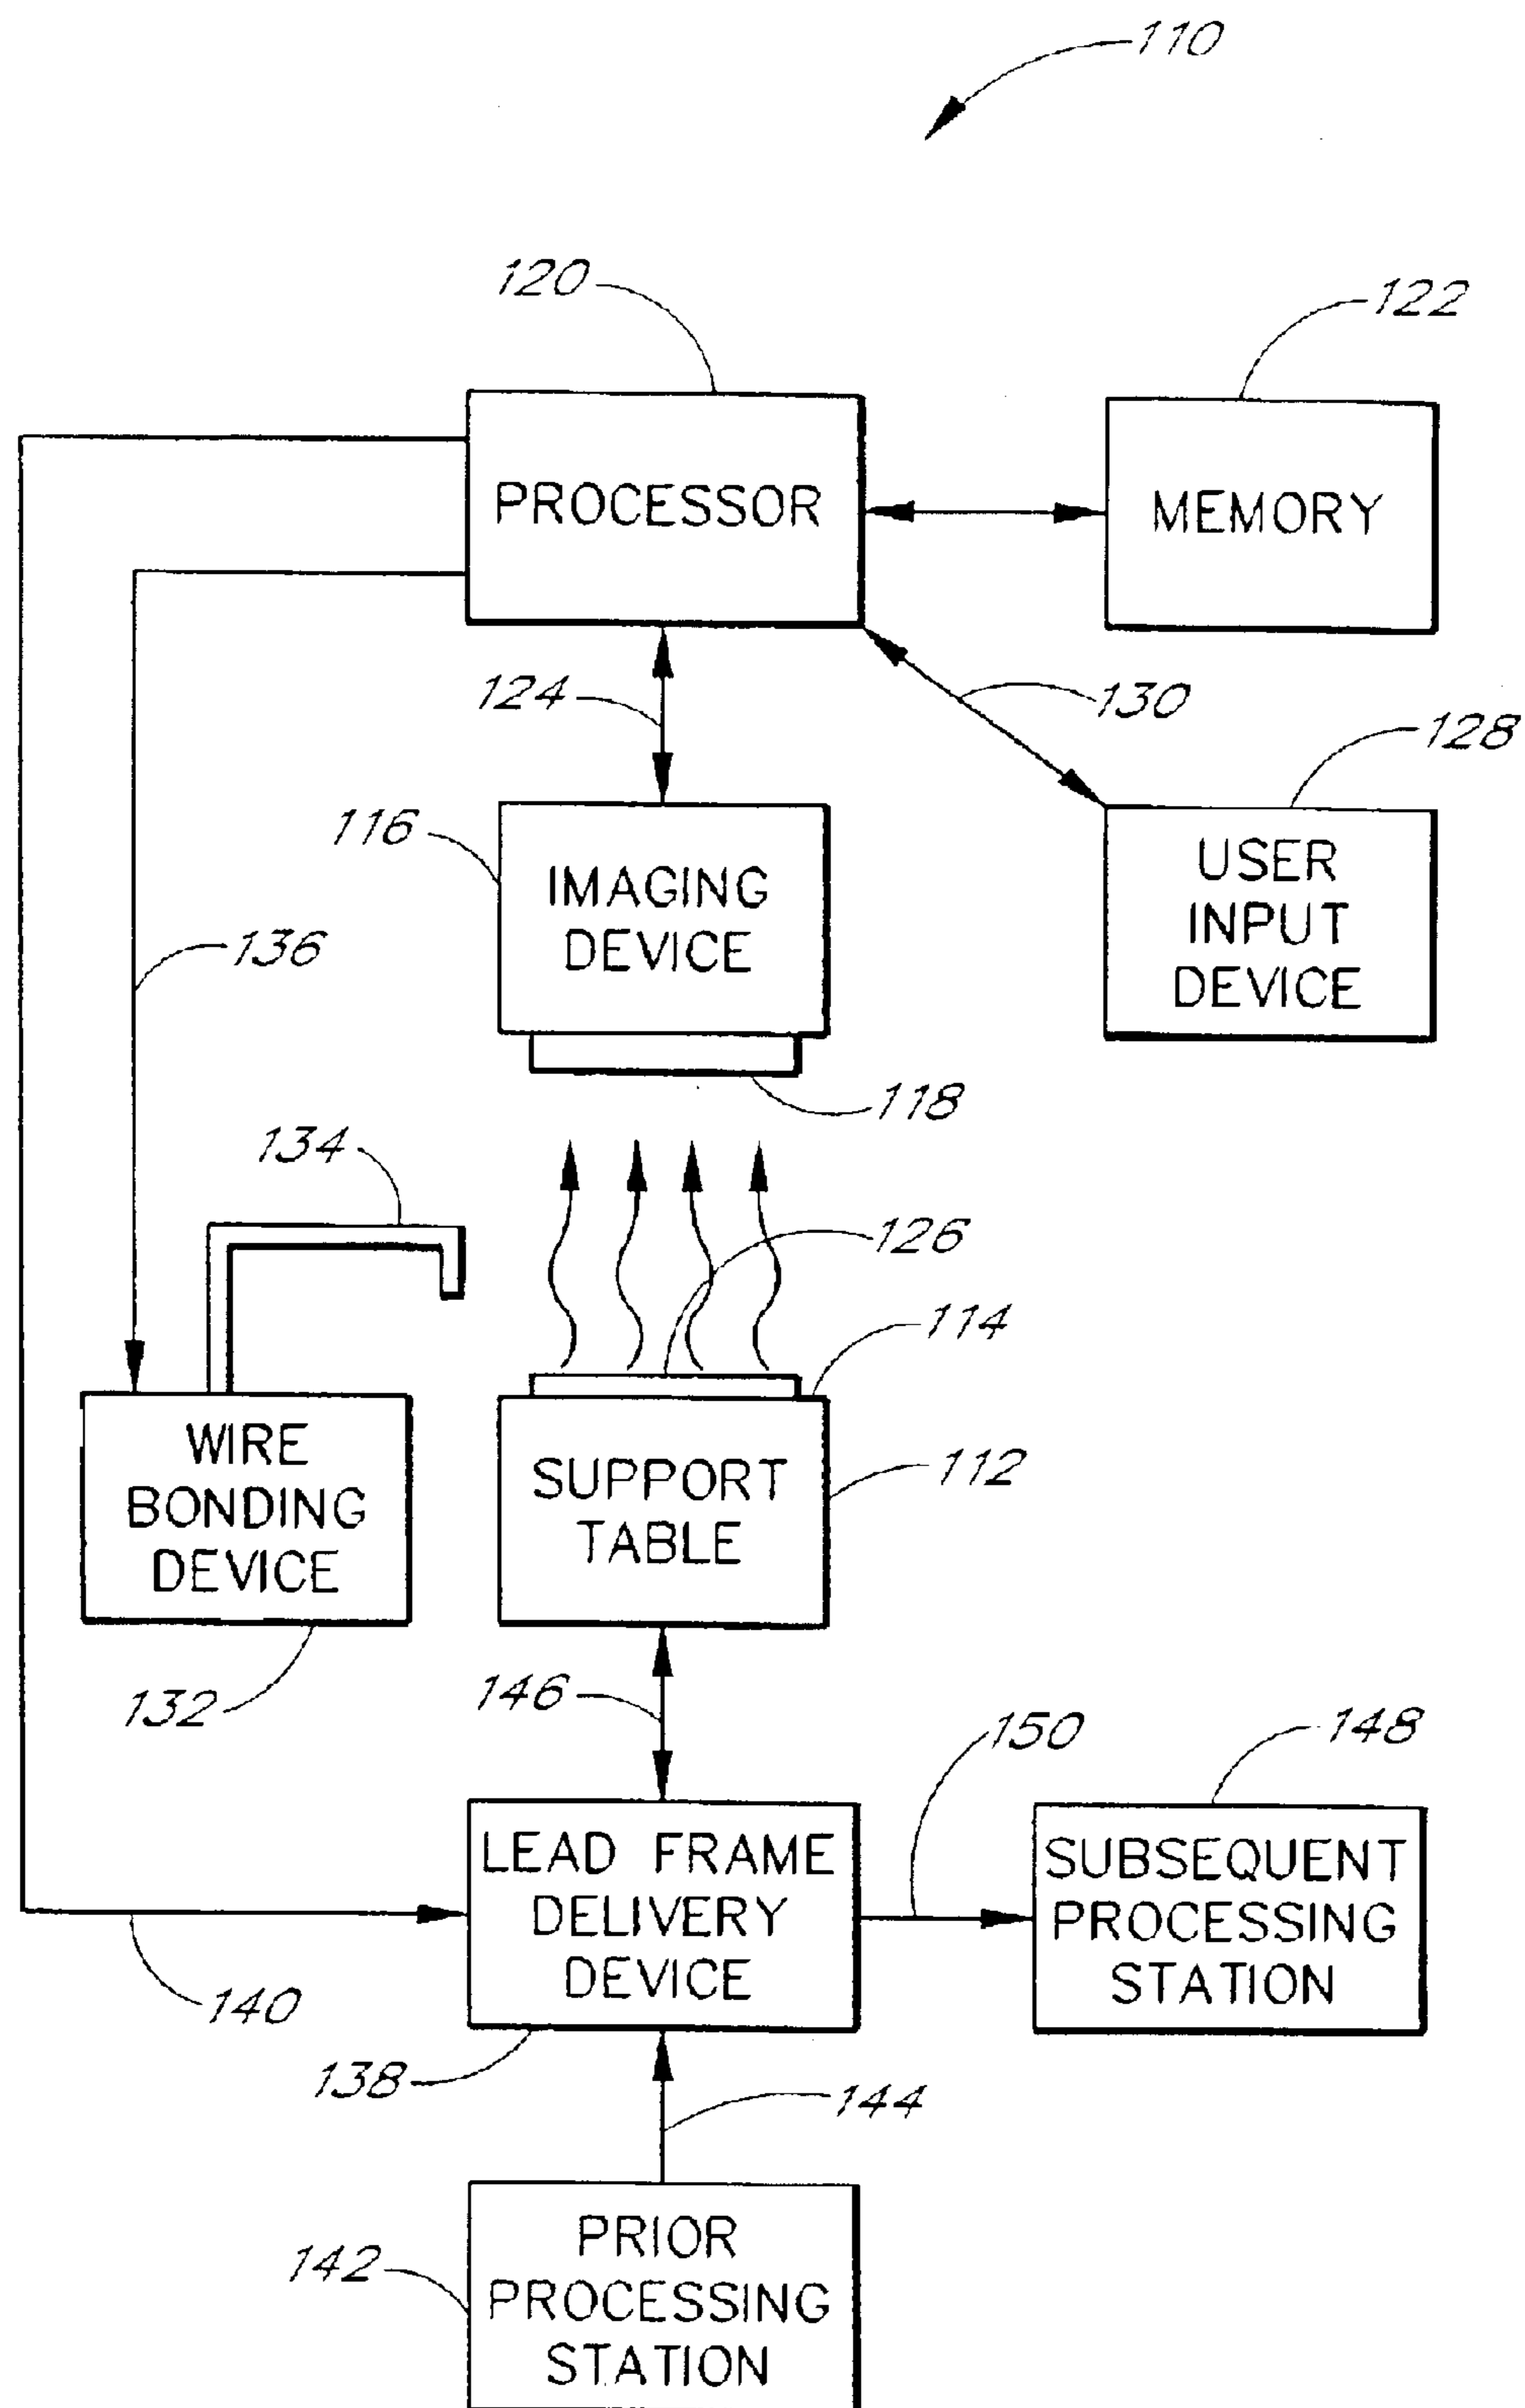 110
120
122
PROCESSOR
MEMORY
124
130
128
116
IMAGING
DEVICE
USER
INPUT
DEVICE
136
118
134
126
114
WIRE
BONDING
DEVICE
SUPPORT
TABLE
112
132
146
150
148
LEAD FRAME
DELIVERY
DEVICE
SUBSEQUENT
PROCESSING
STATION
140
138
144
142
PRIOR
PROCESSING
STATION